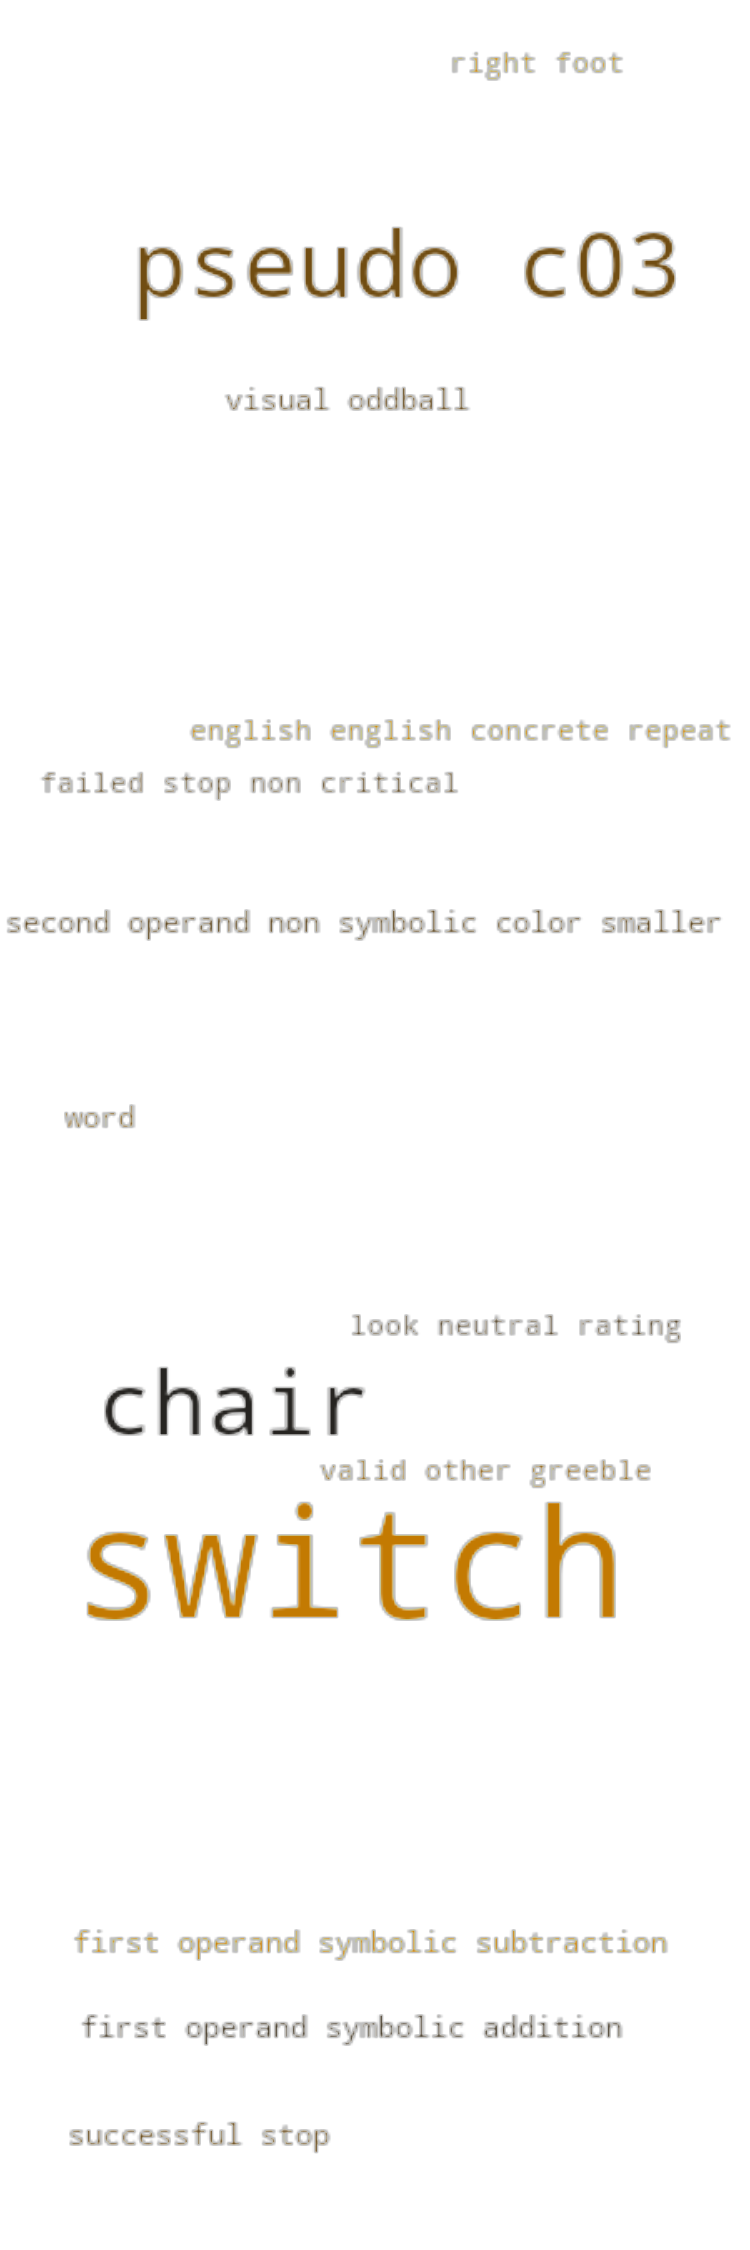 right foot
pseudo c03
visual oddball
english english concrete repeat
failed stop non critical
second operand non symbolic color smaller
word
look neutral rating
chair
valid other greeble
switch
first operand symbolic subtraction
first operand symbolic addition
successful stop